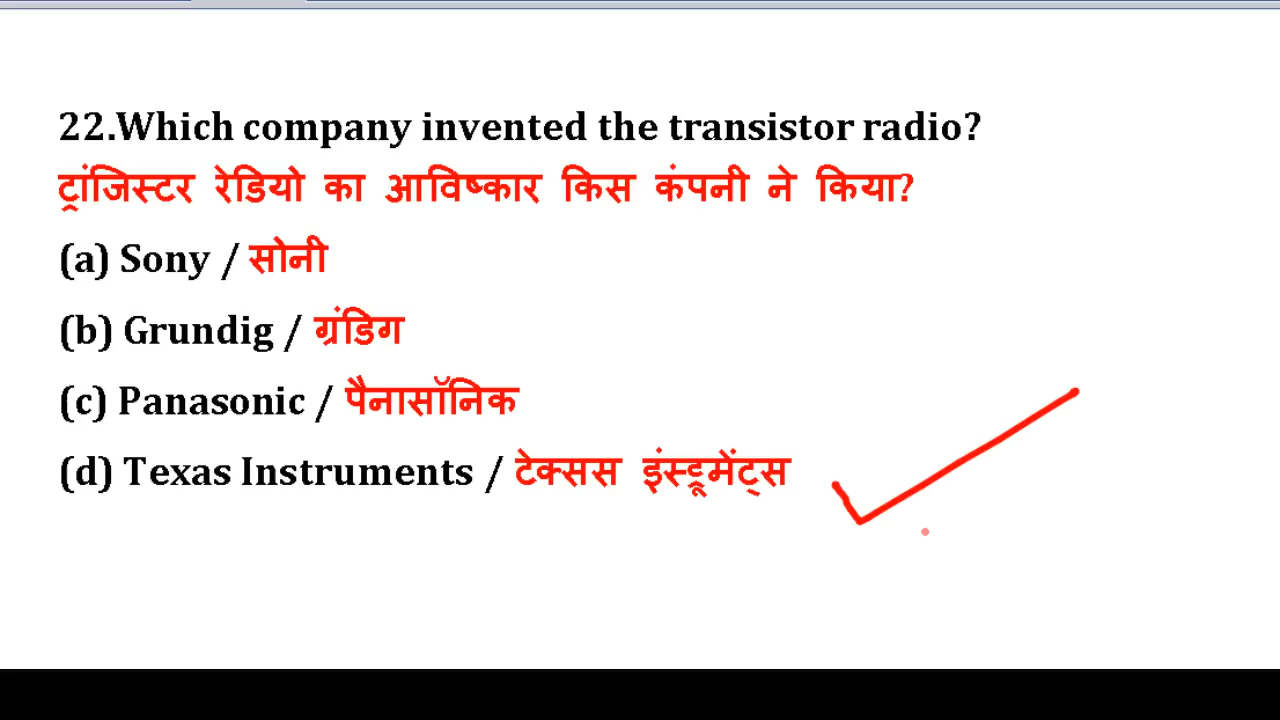 22.Which company invented the transistor radio?
ट्रांजिस्टर रेडियो का आविष्कार किस कंपनी ने किया?
(a) Sony / सोनी
(b) Grundig / ग्रंडिग
(c) Panasonic / पैनासॉनिक
(d) Texas Instruments / टेक्सस इंस्ट्रूमेंट्स